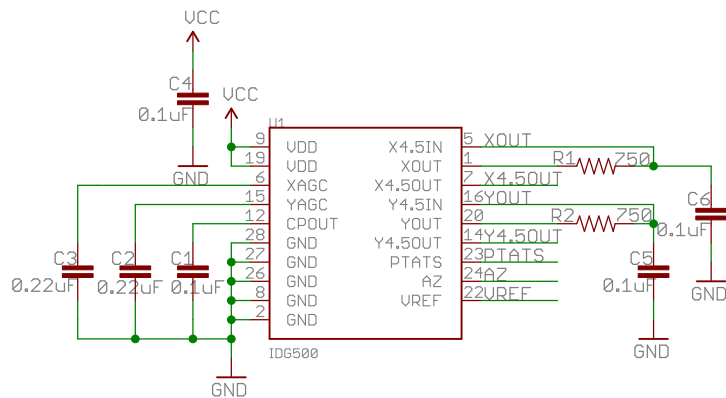 VCC
C4
0.1uF
GND
VCC
U1
9 VDD X4.5IN 5 XOUT
19 VDD XOUT 1 R1 750
6 XAGC X4.5OUT 7 X4.5OUT
15 YAGC Y4.5IN 16 YOUT
12 CPOUT YOUT 20 R2 750
28 GND Y4.5OUT 14 Y4.5OUT
27 GND PTATS 23 PTATS
26 GND AZ 24 AZ
8 GND VREF 22 VREF
2 GND
IDG500
C3
0.22uF
C2
0.22uF
C1
0.1uF
GND
C6
0.1uF
GND
C5
0.1uF
GND